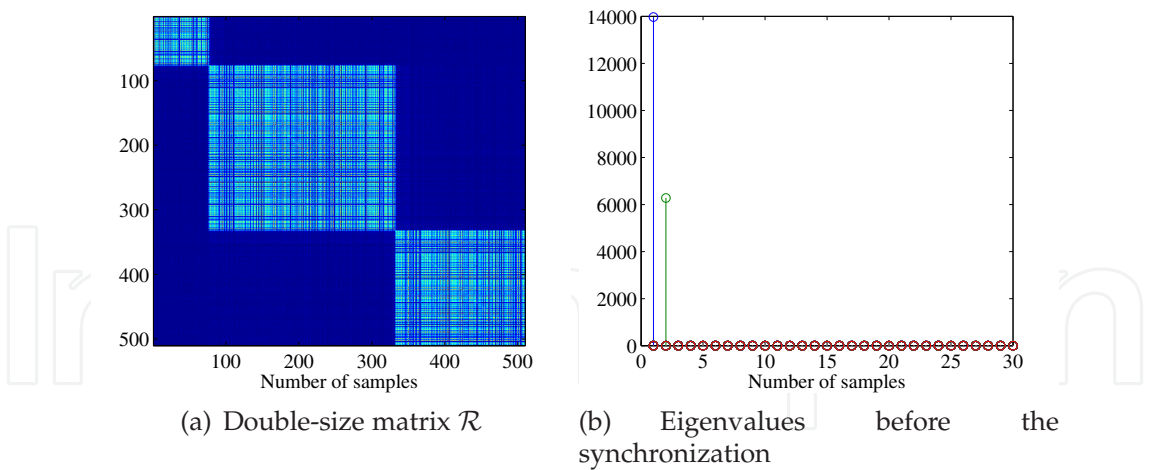 100
200
300
400
500
100 200 300 400 500
Number of samples
(a) Double-size matrix R
14000
12000
10000
8000
6000
4000
2000
0
0 5 10 15 20 25 30
Number of samples
(b) Eigenvalues before the
synchronization